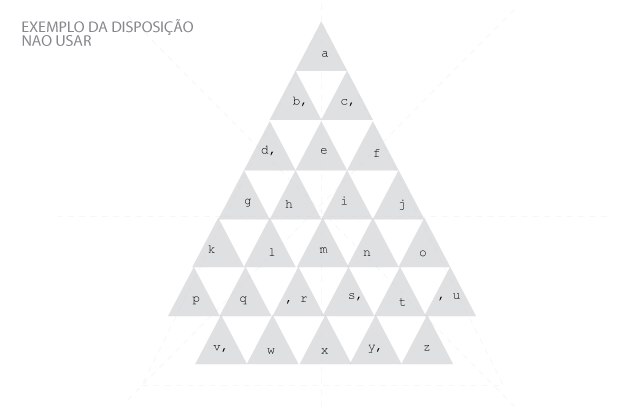 EXEMPLO DA DISPOSIÇÃO
NAO USAR
a
b, c,
d, e f
g h i j
k l m n o
p q , r s, t , u
v, w x y, z